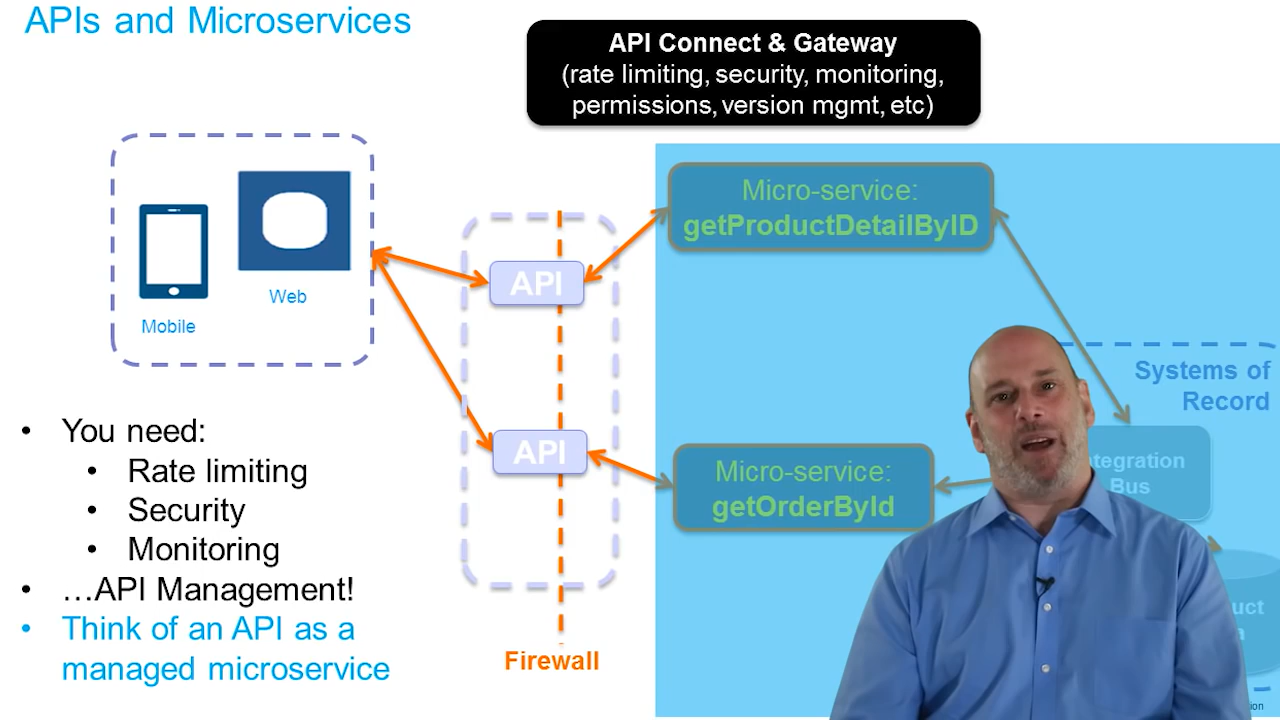 APIs and Microservices
API Connect & Gateway
(rate limiting, security, monitoring,
permissions, version mgmt, etc)
Micro-service:
getProductDetailByID
API
Web
Mobile
Systems of
Record
You need:
Rate limiting
Security
Monitoring
…API Management!
Think of an API as a
managed microservice
API
Micro-service:
getOrderById
Bus
Firewall